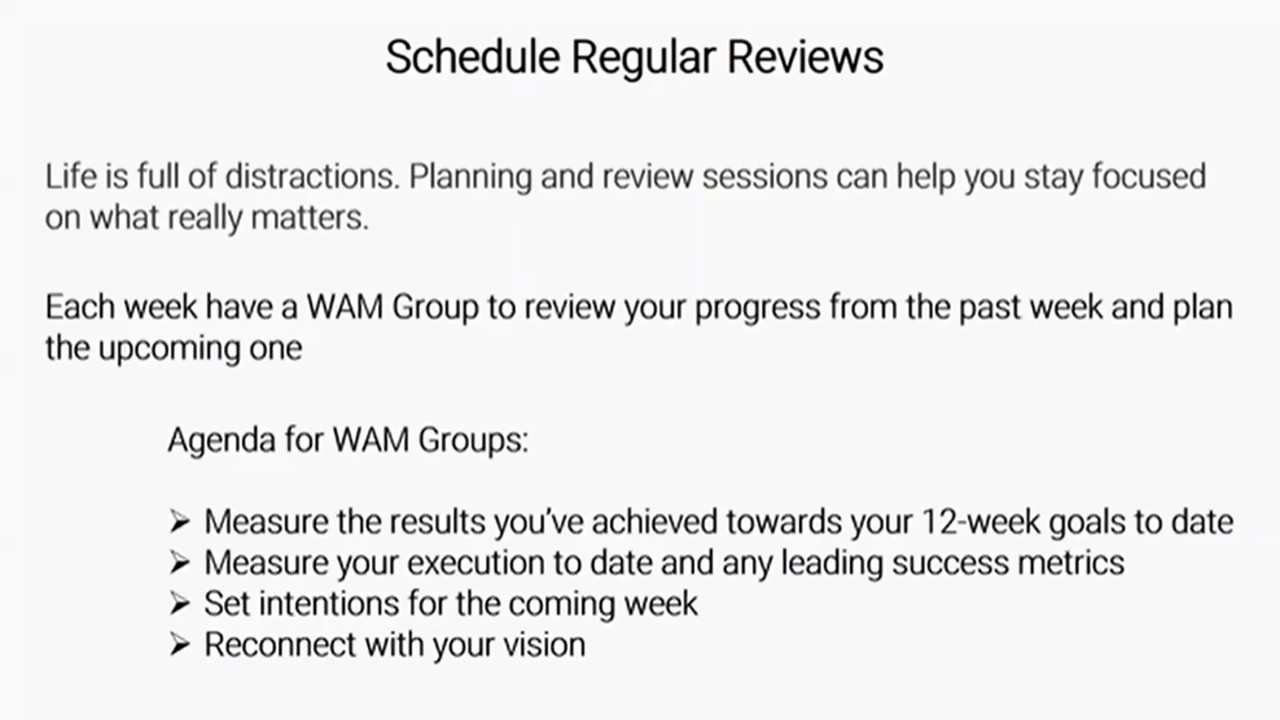 Schedule Regular Reviews
Life is full of distractions. Planning and review sessions can help you stay focused
on what really matters.
Each week have a WAM Group to review your progress from the past week and plan
the upcoming one
Agenda for WAM Groups:
➢ Measure the results you've achieved towards your 12-week goals to date
➢ Measure your execution to date and any leading success metrics
➢ Set intentions for the coming week
➢ Reconnect with your vision